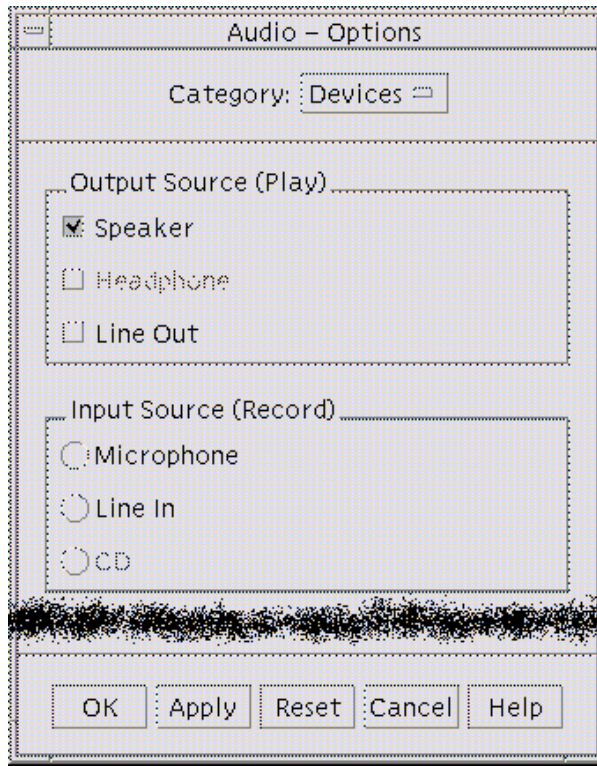 Audio – Options
Category: Devices
Output Source (Play)
Speaker
Headphone
Line Out
Input Source (Record)
Microphone
Line In
CD
OK Apply Reset Cancel Help